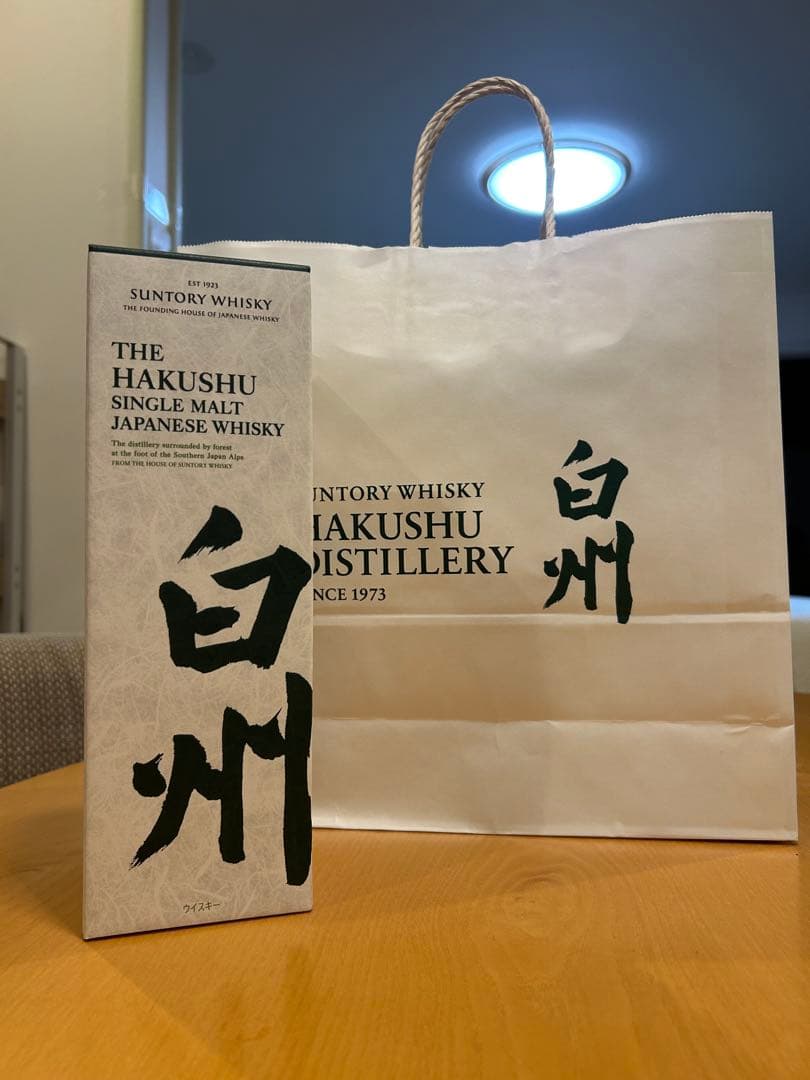 EST 1923
SUNTORY WHISKY
THE FOUNDING HOUSE OF JAPANESE WHISKY
THE
HAKUSHU
SINGLE MALT
JAPANESE WHISKY
The distillery surrounded by forest
at the foot of the Southern Japan Alps
FROM THE HOUSE OF SUNTORY WHISKY
白州
ウイスキー
UNTORY WHISKY
HAKUSHU
DISTILLERY
NCE 1973
白州